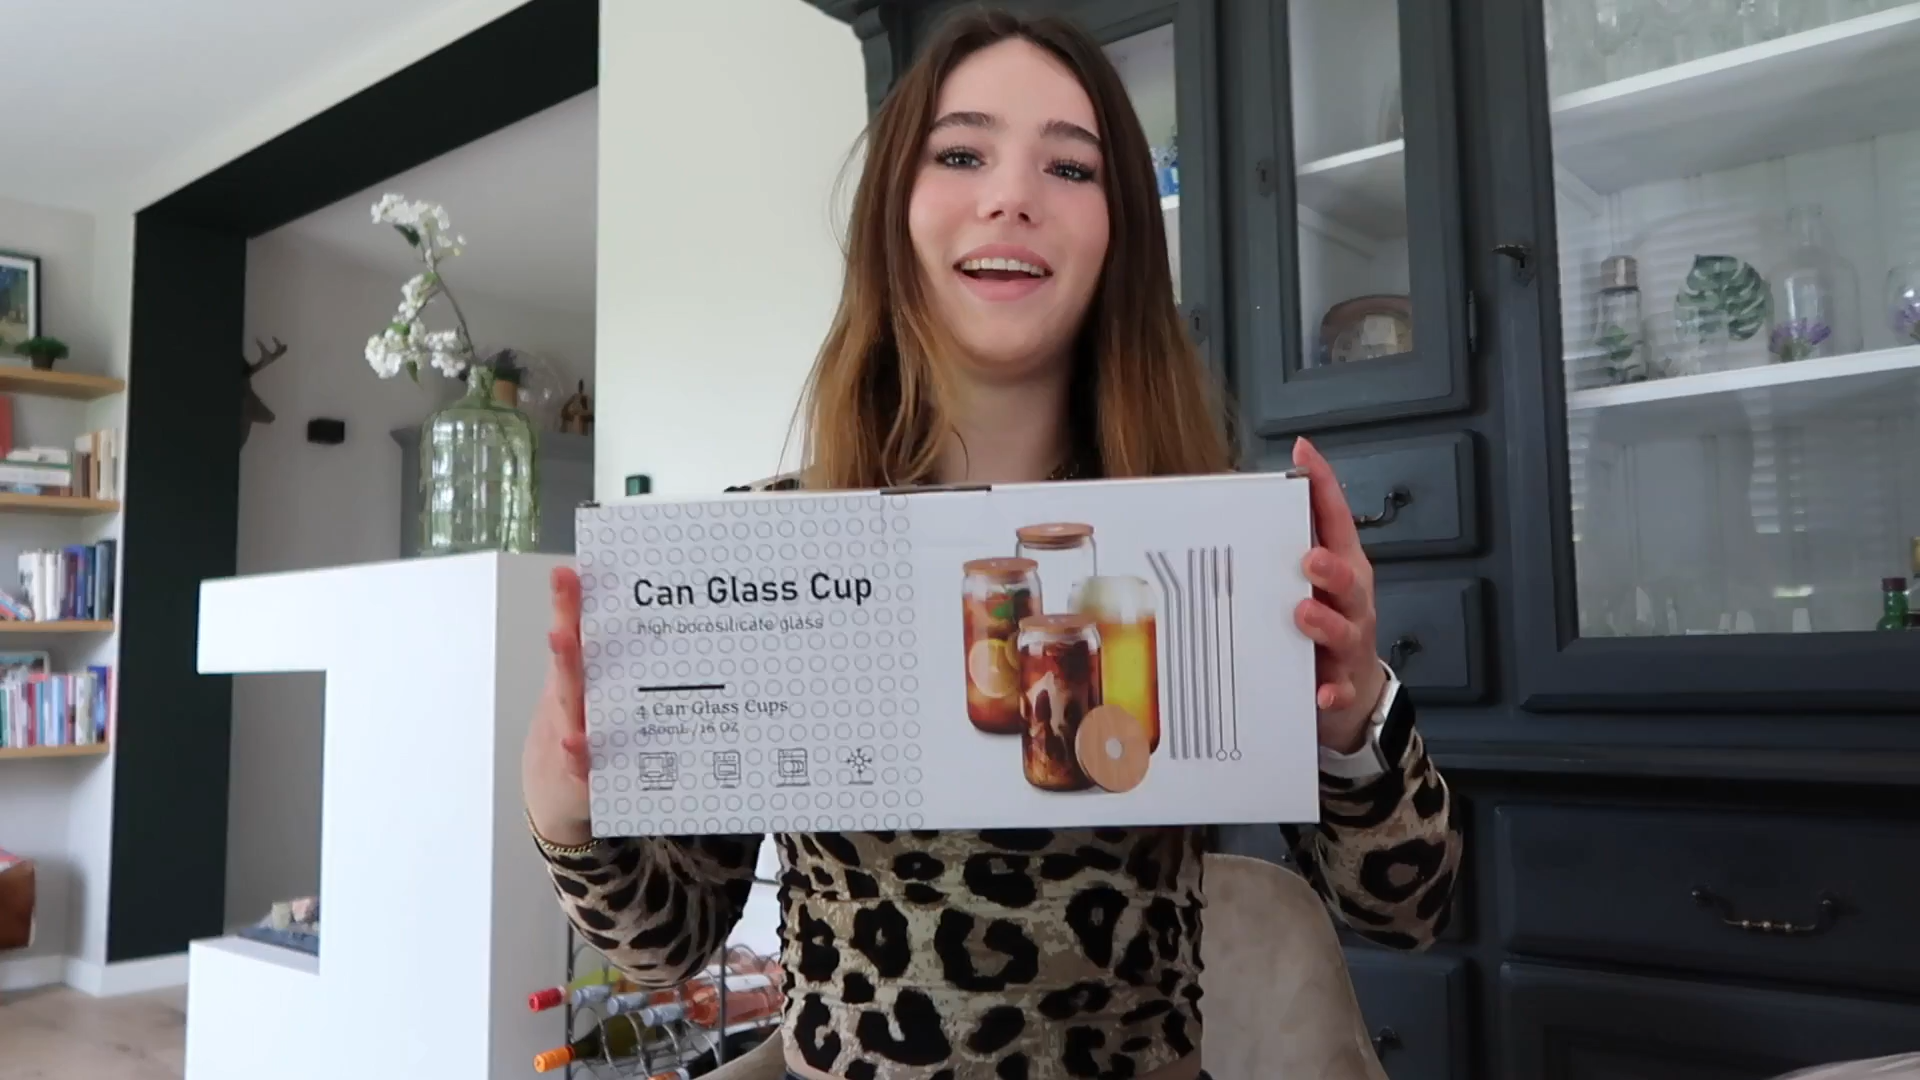 Can Glass Cup
high borosilicate glass
4 Can Glass Cups
480mL /16 OZ